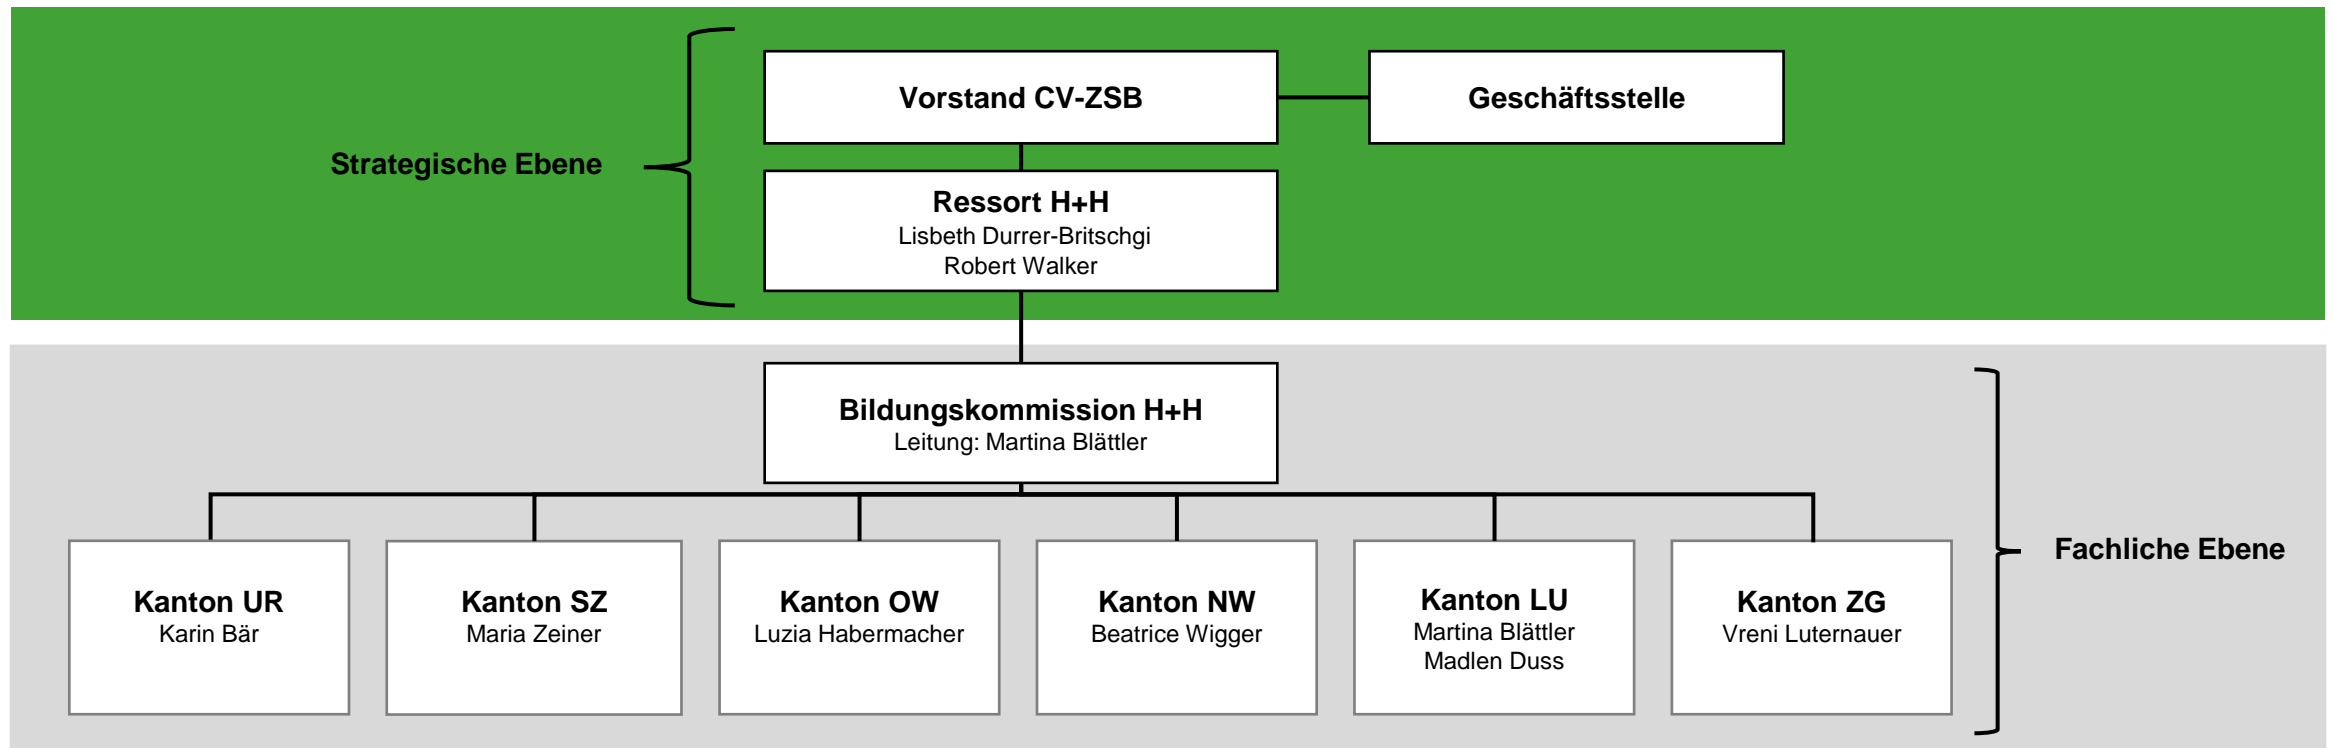 Vorstand CV-ZSB
Geschäftsstelle
Strategische Ebene
Ressort H+H
Lisbeth Durrer-Britschgi
Robert Walker
Bildungskommission H+H
Leitung: Martina Blättler
Fachliche Ebene
Kanton UR
Karin Bär
Kanton SZ
Maria Zeiner
Kanton OW
Luzia Habermacher
Kanton NW
Beatrice Wigger
Kanton LU
Martina Blättler
Madlen Duss
Kanton ZG
Vreni Luternauer